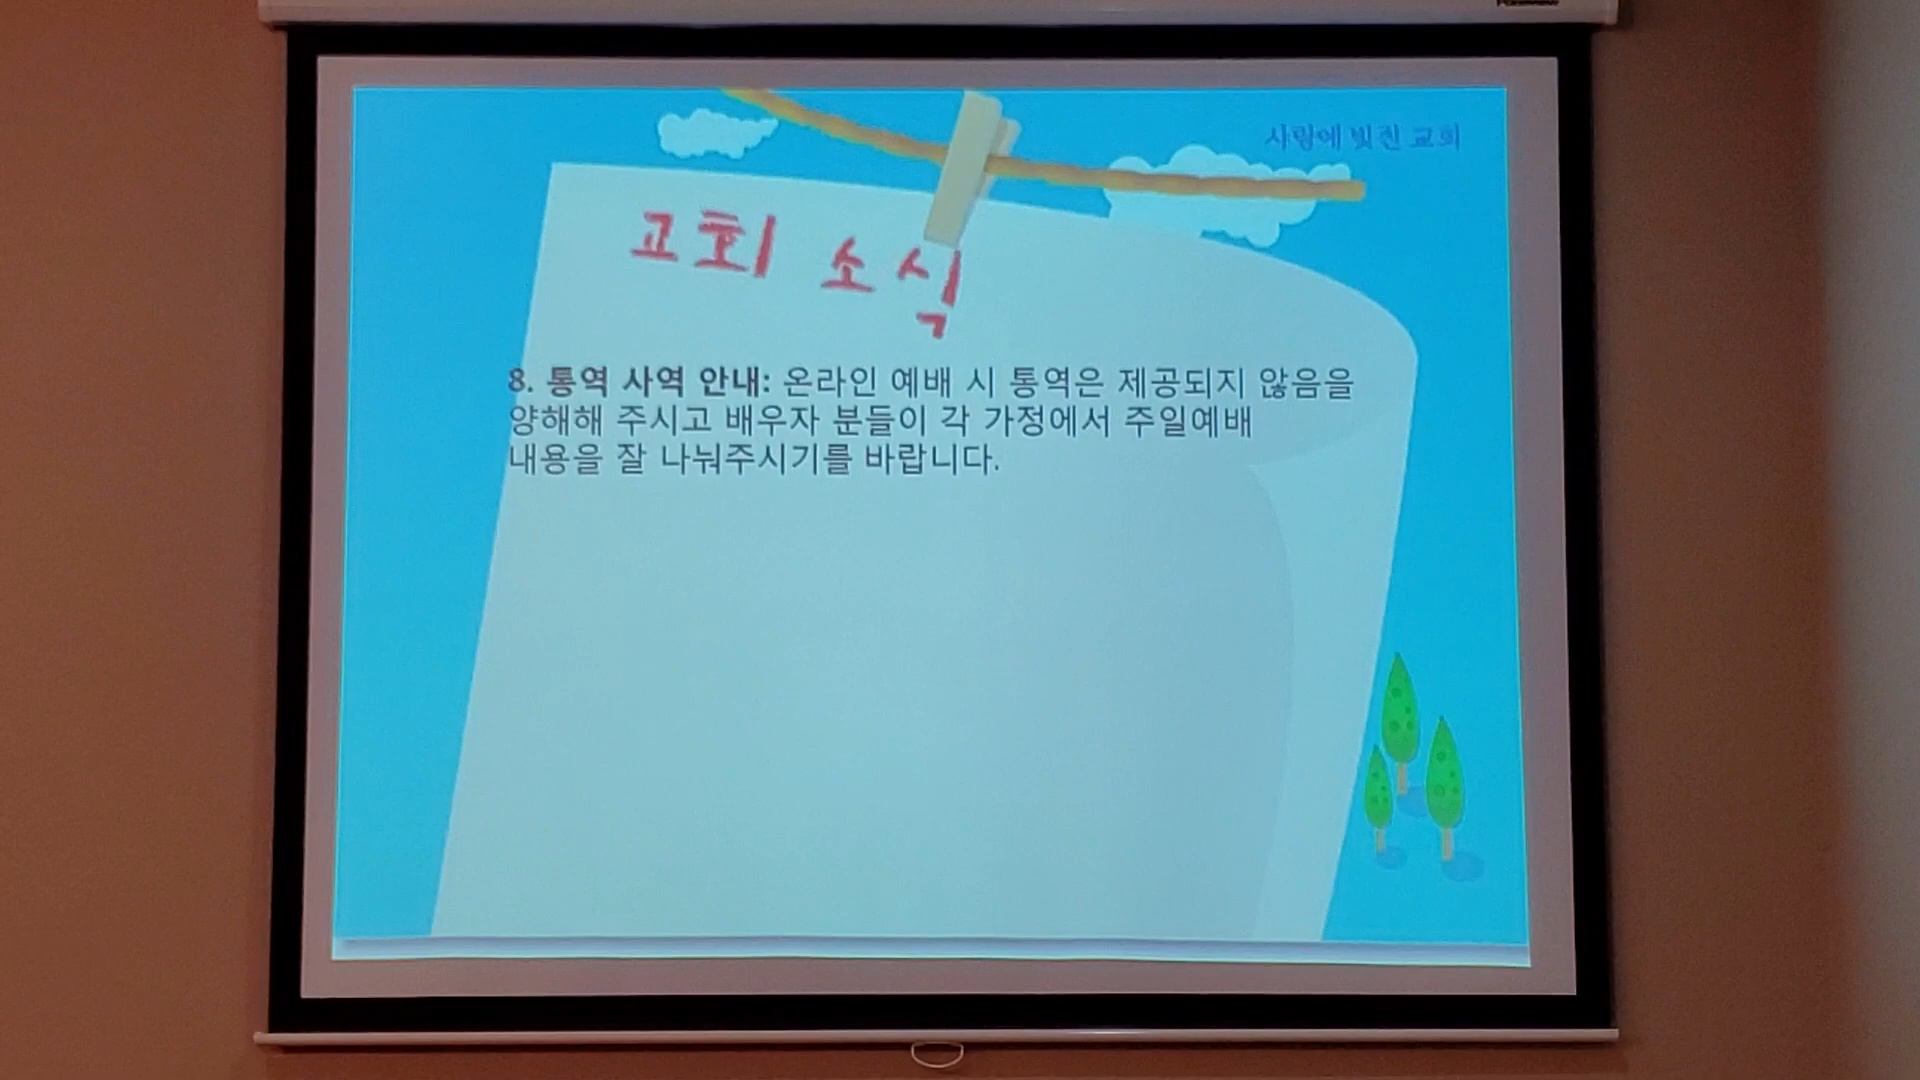 사랑에 빚진 교회
교회 소식
8. 통역 사역 안내: 온라인 예배 시 통역은 제공되지 않음을
양해해 주시고 배우자 분들이 각 가정에서 주일예배
내용을 잘 나눠주시기를 바랍니다.